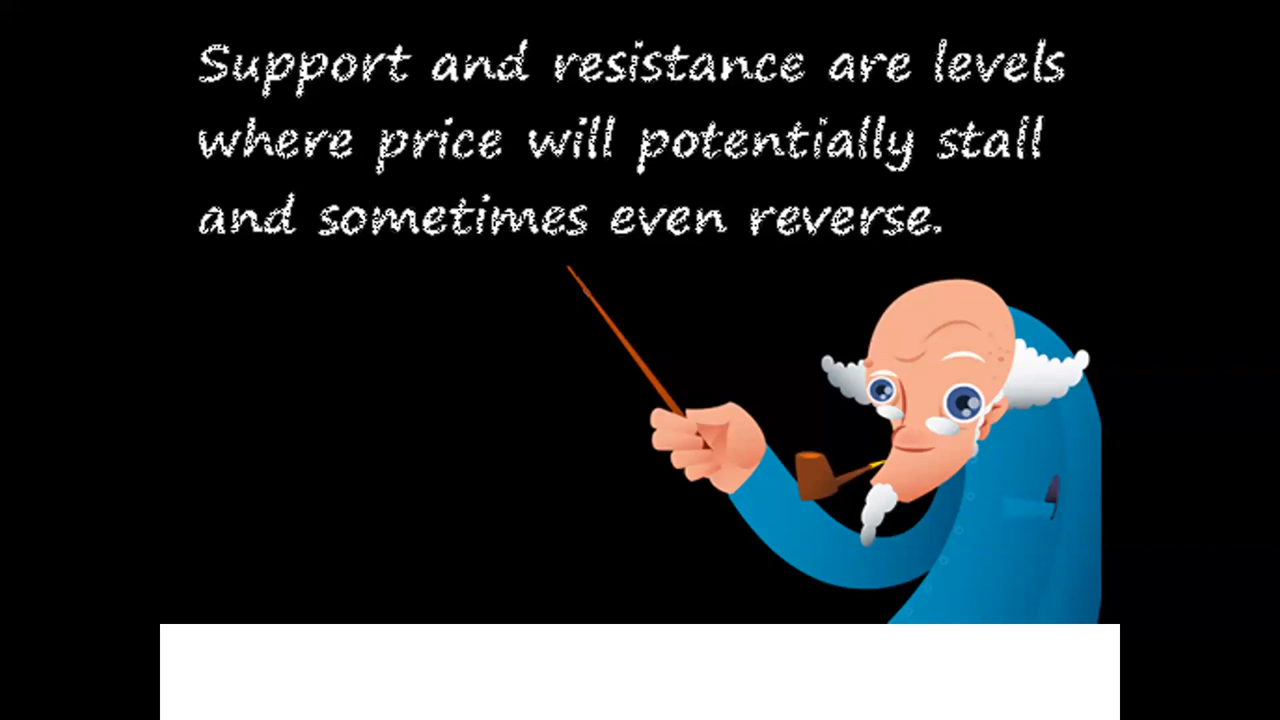 Support and resistance are levels
where price will potentially stall
and sometimes even reverse.